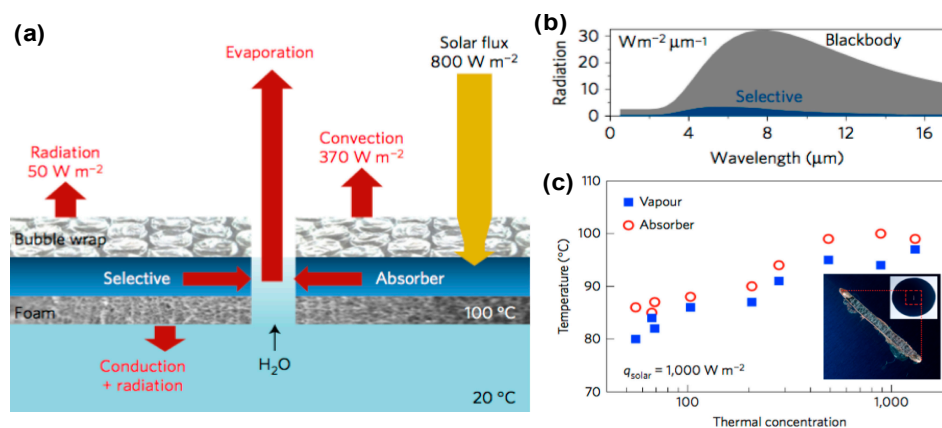 (a)
Evaporation
Solar flux
800 W m⁻²
Radiation
50 W m⁻²
Convection
370 W m⁻²
Bubble wrap
Selective
Absorber
Foam
100 °C
Conduction
+ radiation
H₂O
20 °C
(b)
Radiation
30
20
10
0
Wm⁻² μm⁻¹
Blackbody
Selective
0 4 8 12 16
Wavelength (μm)
(c)
Temperature (°C)
110
100
90
80
70
Vapour
Absorber
q solar = 1,000 W m⁻²
100 1,000
Thermal concentration